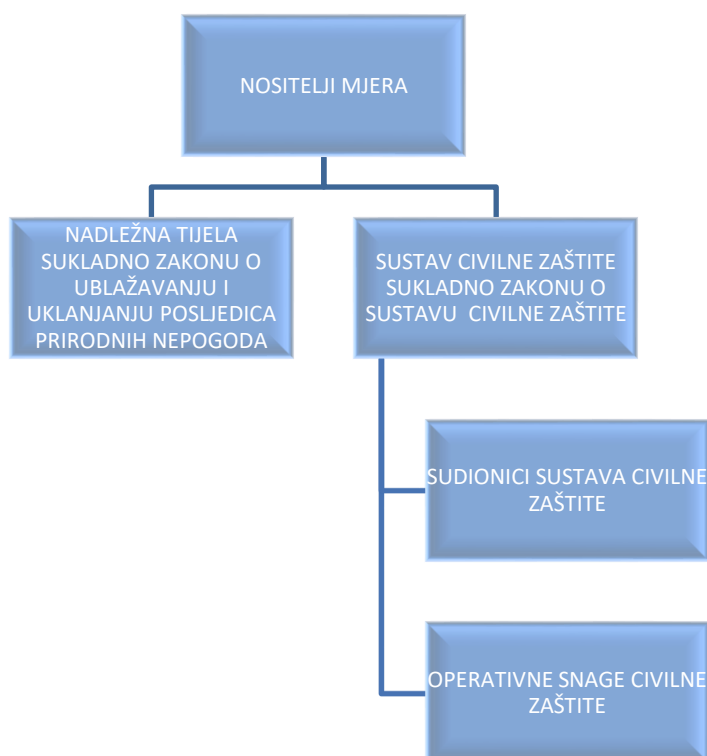 NOSITELJI MJERA
NADLEŽNA TIJELA
SUKLADNO ZAKONU O
UBLAŽAVANJU I
UKLANJANJU POSLJEDICA
PRIRODNIH NEPOGODA
SUSTAV CIVILNE ZAŠTITE
SUKLADNO ZAKONU O
SUSTAVU CIVILNE ZAŠTITE
SUDIONICI SUSTAVA CIVILNE
ZAŠTITE
OPERATIVNE SNAGE CIVILNE
ZAŠTITE